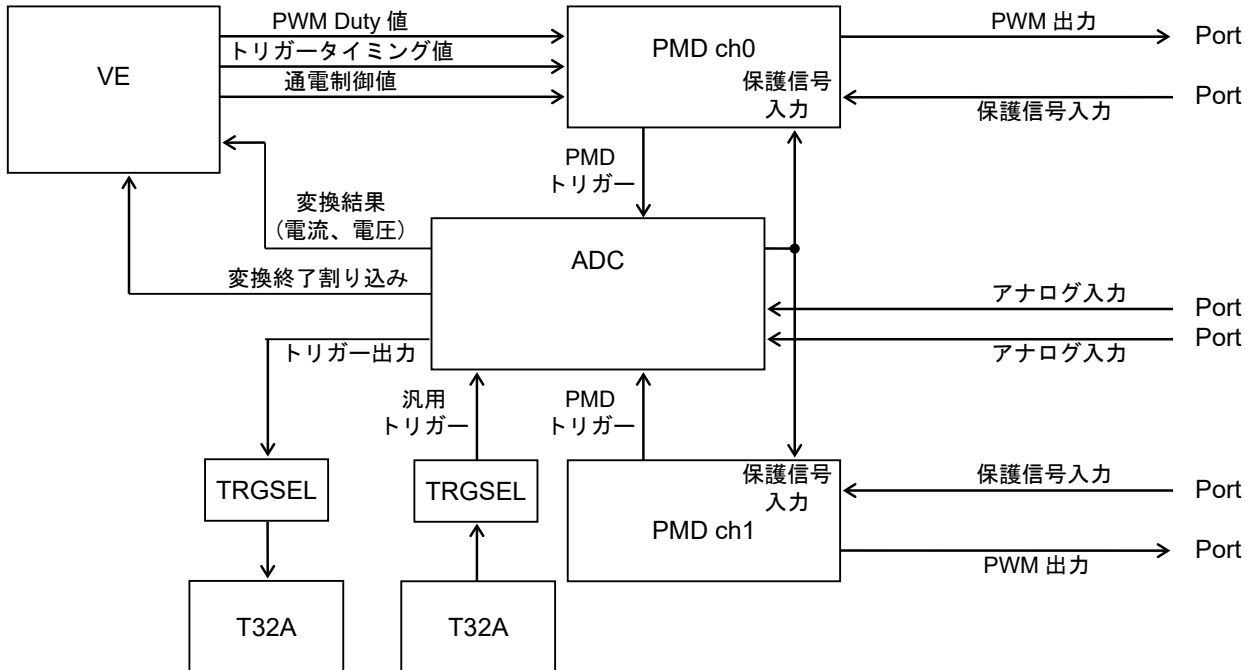 PWM Duty 値
トリガータイミング値
通電制御値
VE
PMD ch0
保護信号
入力
PWM 出力
Port
保護信号入力
Port
PMD
トリガー
変換結果
(電流、電圧)
変換終了割り込み
ADC
アナログ入力
Port
アナログ入力
Port
トリガー出力
汎用
トリガー
PMD
トリガー
TRGSEL
TRGSEL
保護信号
入力
PMD ch1
保護信号入力
Port
PWM 出力
Port
T32A
T32A